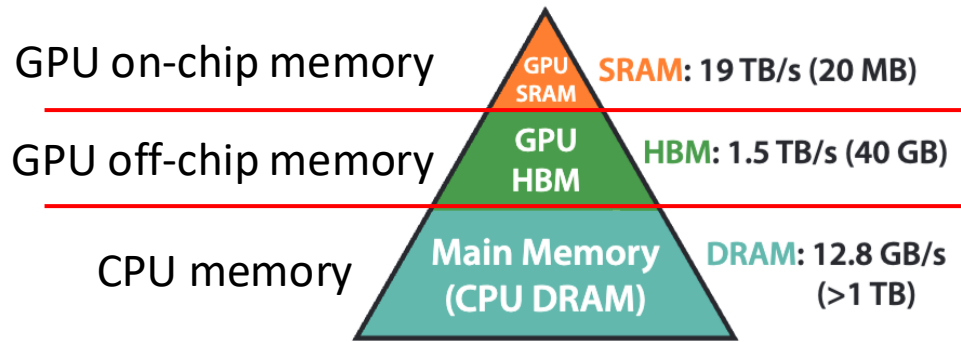 GPU on-chip memory
GPU
SRAM
SRAM: 19 TB/s (20 MB)
GPU off-chip memory
GPU
HBM
HBM: 1.5 TB/s (40 GB)
CPU memory
Main Memory
(CPU DRAM)
DRAM: 12.8 GB/s
(>1 TB)